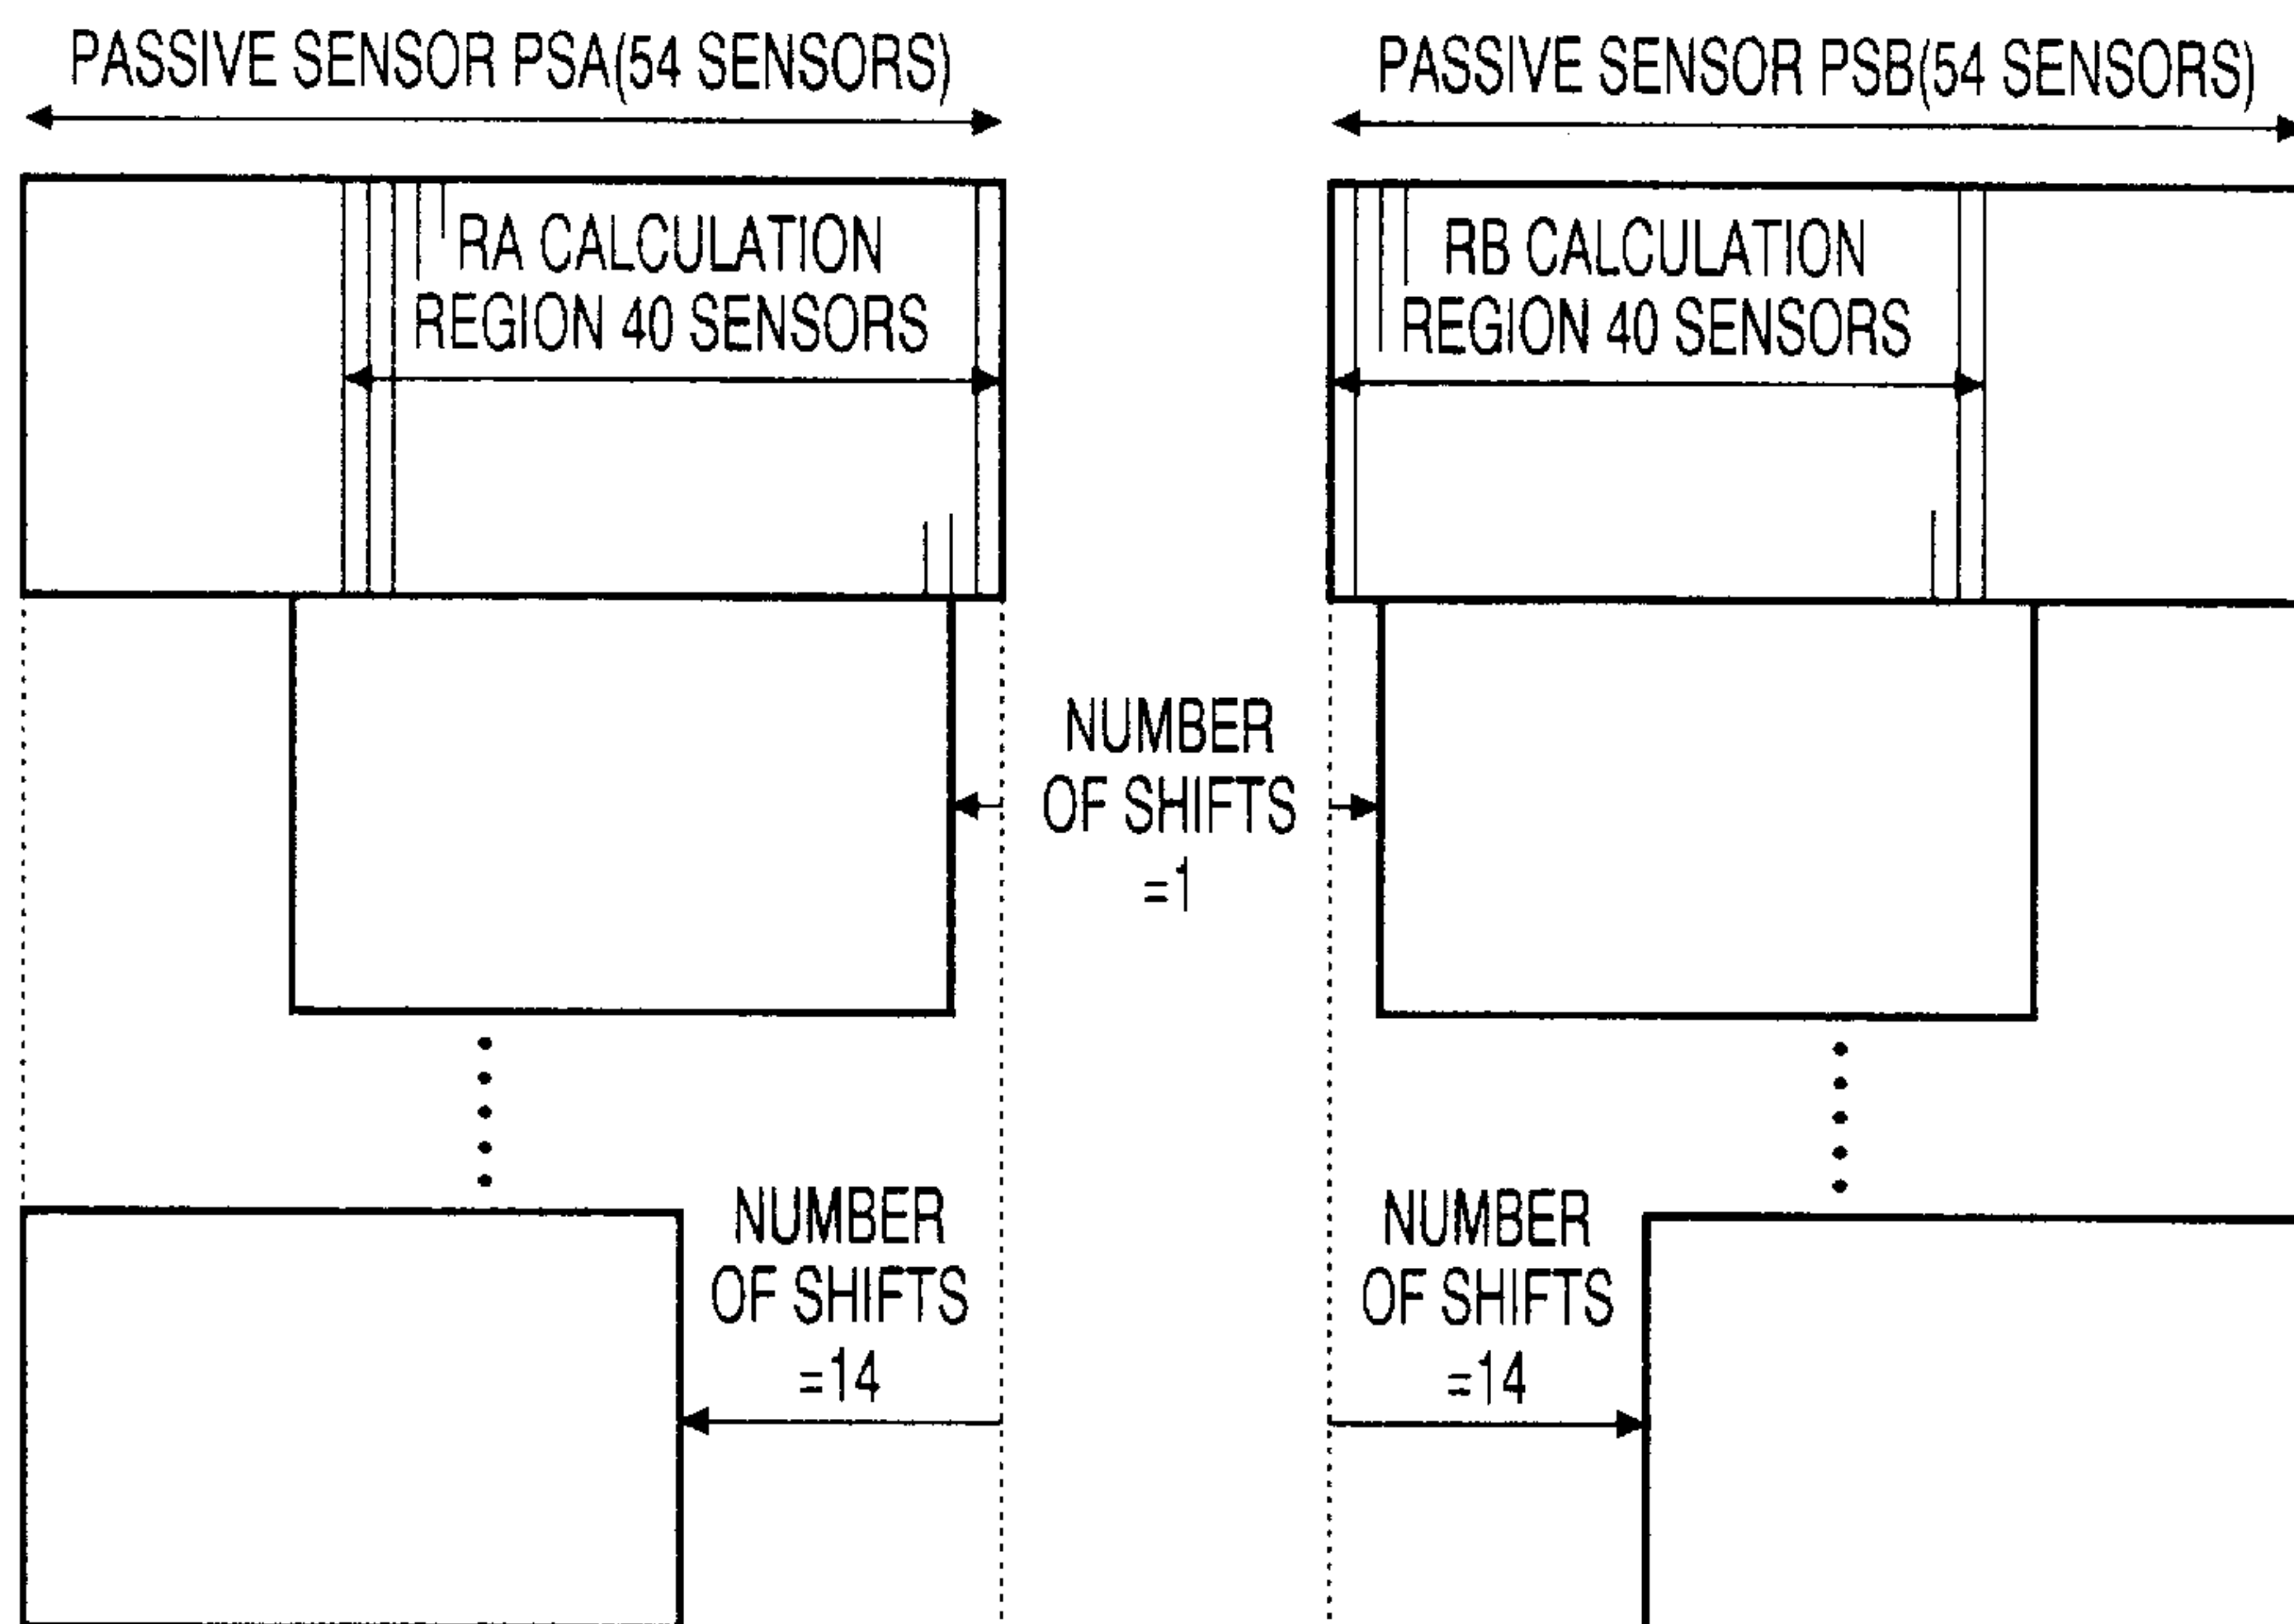 PASSIVE SENSOR PSA(54 SENSORS)
PASSIVE SENSOR PSB(54 SENSORS)
RA CALCULATION
REGION 40 SENSORS
RB CALCULATION
REGION 40 SENSORS
NUMBER
OF SHIFTS
=1
NUMBER
OF SHIFTS
=14
NUMBER
OF SHIFTS
=14